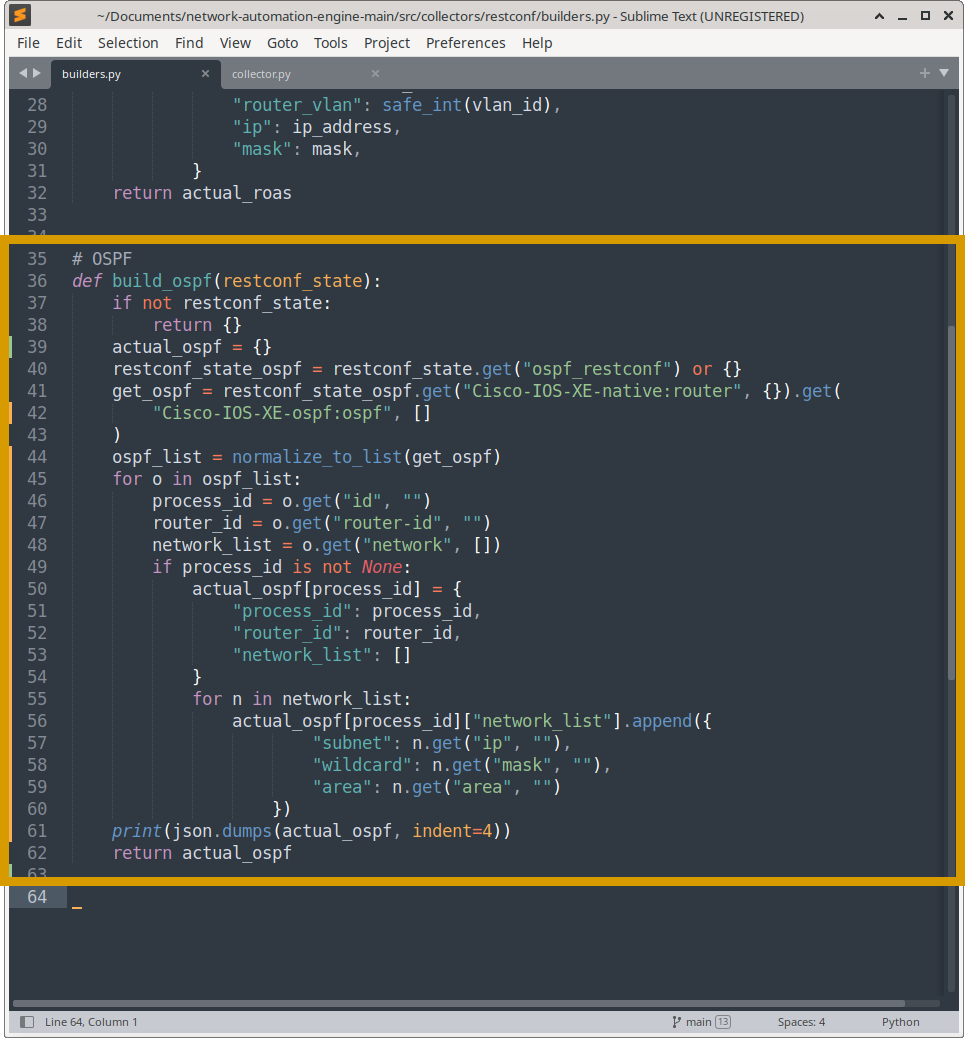 ~/Documents/network-automation-engine-main/src/collectors/restconf/builders.py - Sublime Text (UNREGISTERED)
File Edit Selection Find View Goto Tools Project Preferences Help
builders.py × collector.py ×
28 "router_vlan": safe_int(vlan_id),
29 "ip": ip_address,
30 "mask": mask,
31 }
32 return actual_roas
33
34
35 # OSPF
36 def build_ospf(restconf_state):
37 if not restconf_state:
38 return {}
39 actual_ospf = {}
40 restconf_state_ospf = restconf_state.get("ospf_restconf") or {}
41 get_ospf = restconf_state_ospf.get("Cisco-IOS-XE-native:router", {}).get(
42 "Cisco-IOS-XE-ospf:ospf", []
43 )
44 ospf_list = normalize_to_list(get_ospf)
45 for o in ospf_list:
46 process_id = o.get("id", "")
47 router_id = o.get("router-id", "")
48 network_list = o.get("network", [])
49 if process_id is not None:
50 actual_ospf[process_id] = {
51 "process_id": process_id,
52 "router_id": router_id,
53 "network_list": []
54 }
55 for n in network_list:
56 actual_ospf[process_id]["network_list"].append({
57 "subnet": n.get("ip", ""),
58 "wildcard": n.get("mask", ""),
59 "area": n.get("area", "")
60 })
61 print(json.dumps(actual_ospf, indent=4))
62 return actual_ospf
63
64
Line 64, Column 1 main 13 Spaces: 4 Python